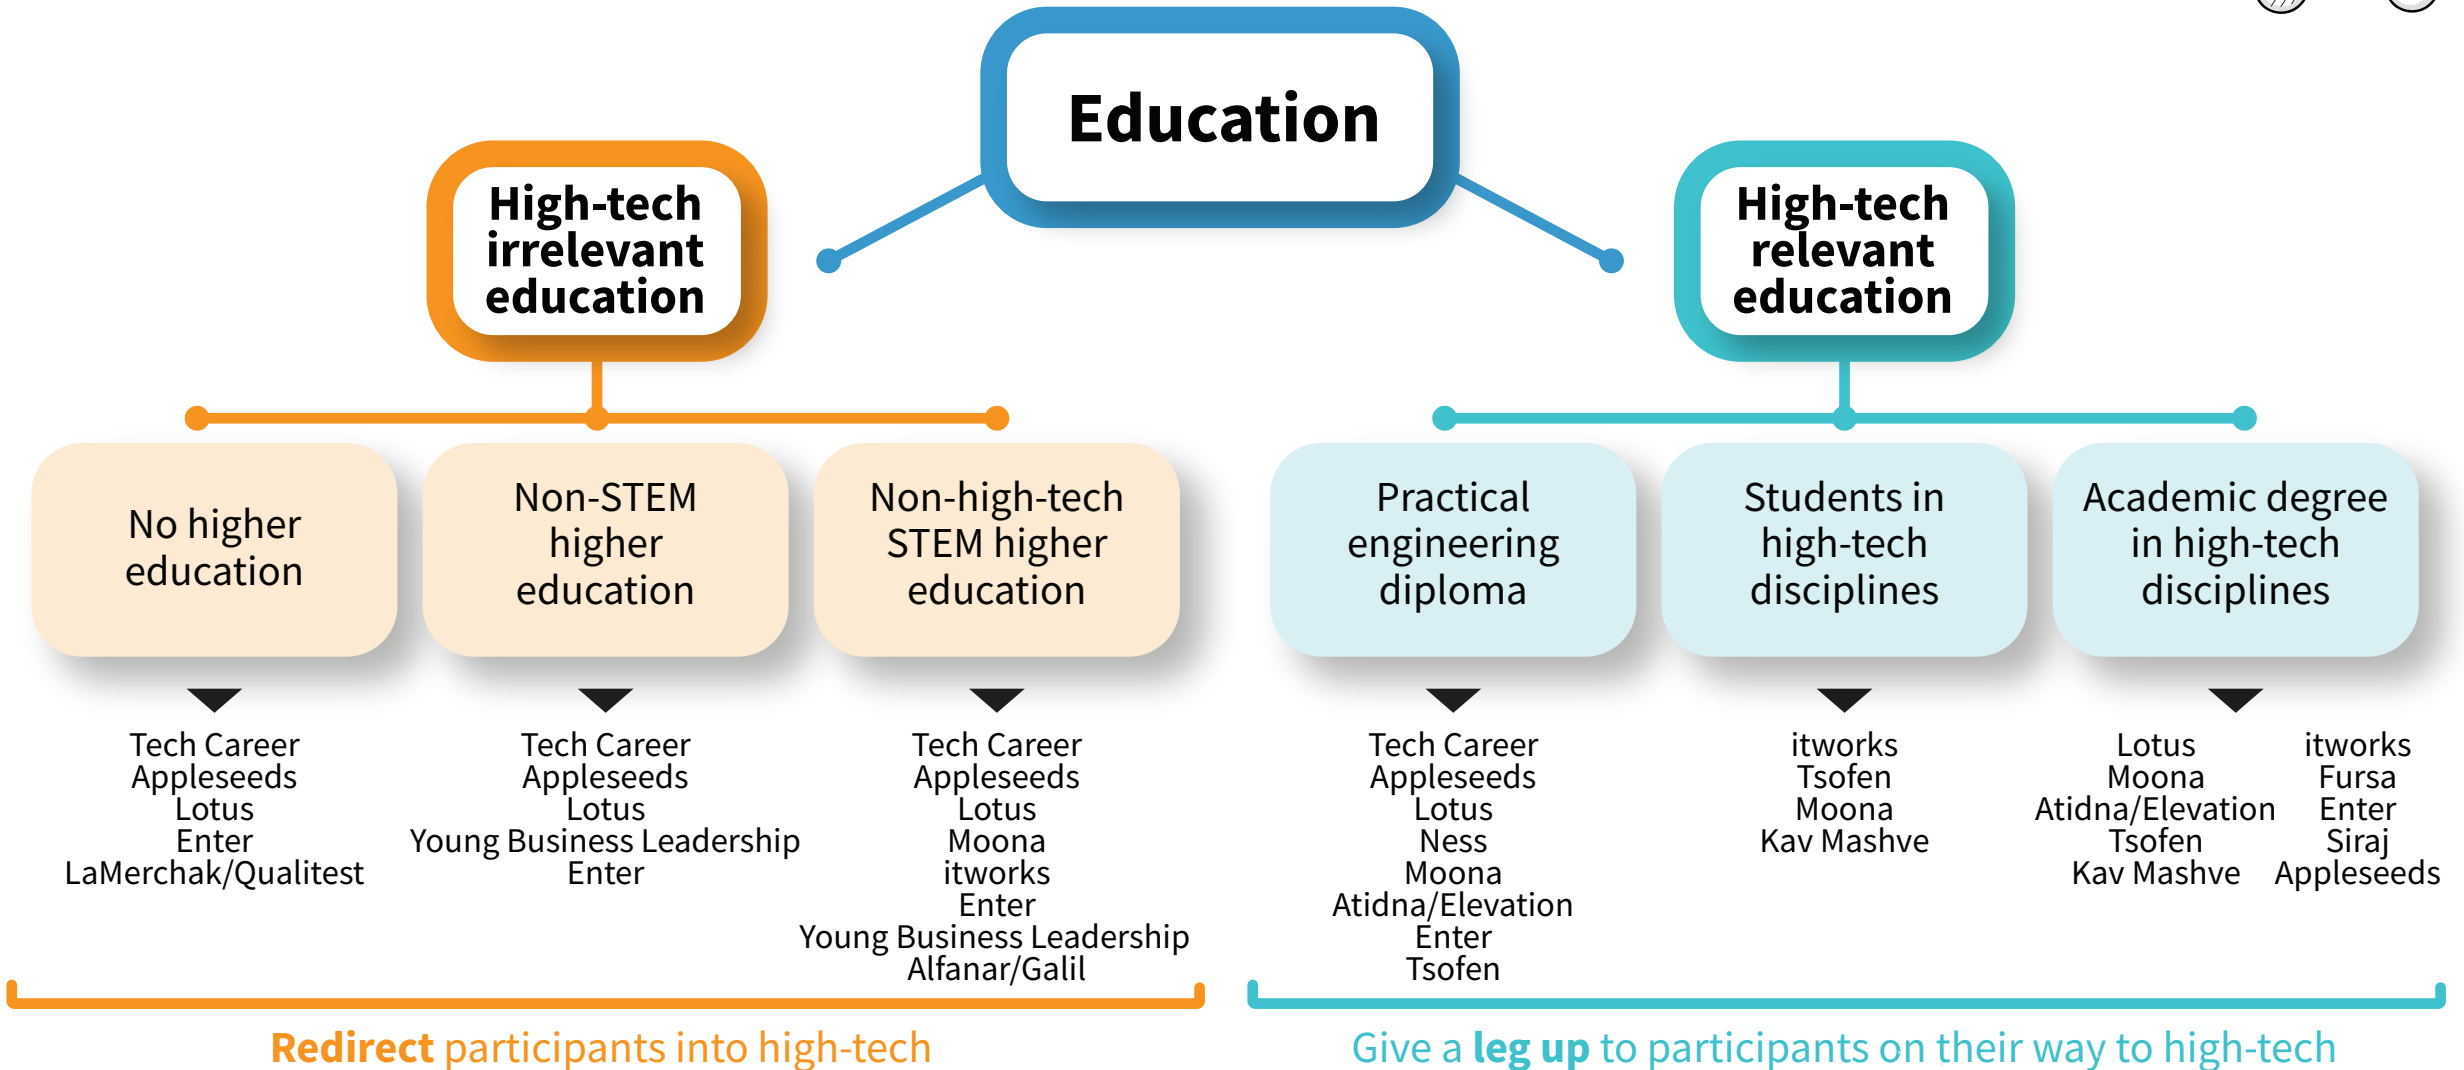 Education
High-tech
irrelevant
education
High-tech
relevant
education
No higher
education
Non-STEM
higher
education
Non-high-tech
STEM higher
education
Practical
engineering
diploma
Students in
high-tech
disciplines
Academic degree
in high-tech
disciplines
Tech Career
Appleseeds
Lotus
Enter
LaMerchak/Qualitest
Tech Career
Appleseeds
Lotus
Young Business Leadership
Enter
Tech Career
Appleseeds
Lotus
Moona
itworks
Enter
Young Business Leadership
Alfanar/Galil
Tech Career
Appleseeds
Lotus
Ness
Moona
Atidna/Elevation
Enter
Tsofen
itworks
Tsofen
Moona
Kav Mashve
Lotus
Moona
Atidna/Elevation
Tsofen
Kav Mashve
itworks
Fursa
Enter
Siraj
Appleseeds
Redirect participants into high-tech
Give a leg up to participants on their way to high-tech